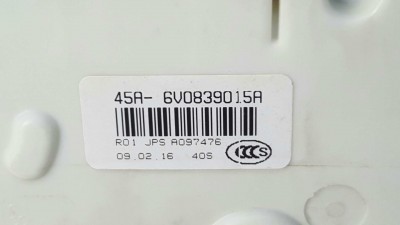 45A- 6V0839015A
R01 JPS A097476
09.02.16 40S
CCC S